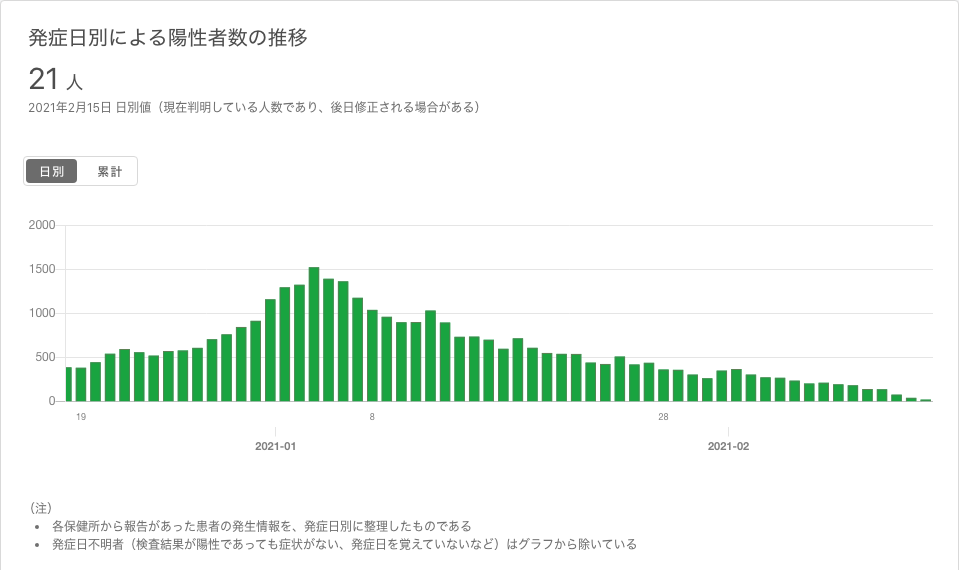 発症日別による陽性者数の推移
21 人
2021年2月15日 日別値（現在判明している人数であり、後日修正される場合がある）
日別 累計
2000
1500
1000
500
0
19 8 28
2021-01 2021-02
（注）
• 各保健所から報告があった患者の発生情報を、発症日別に整理したものである
• 発症日不明者（検査結果が陽性であっても症状がない、発症日を覚えていないなど）はグラフから除いている